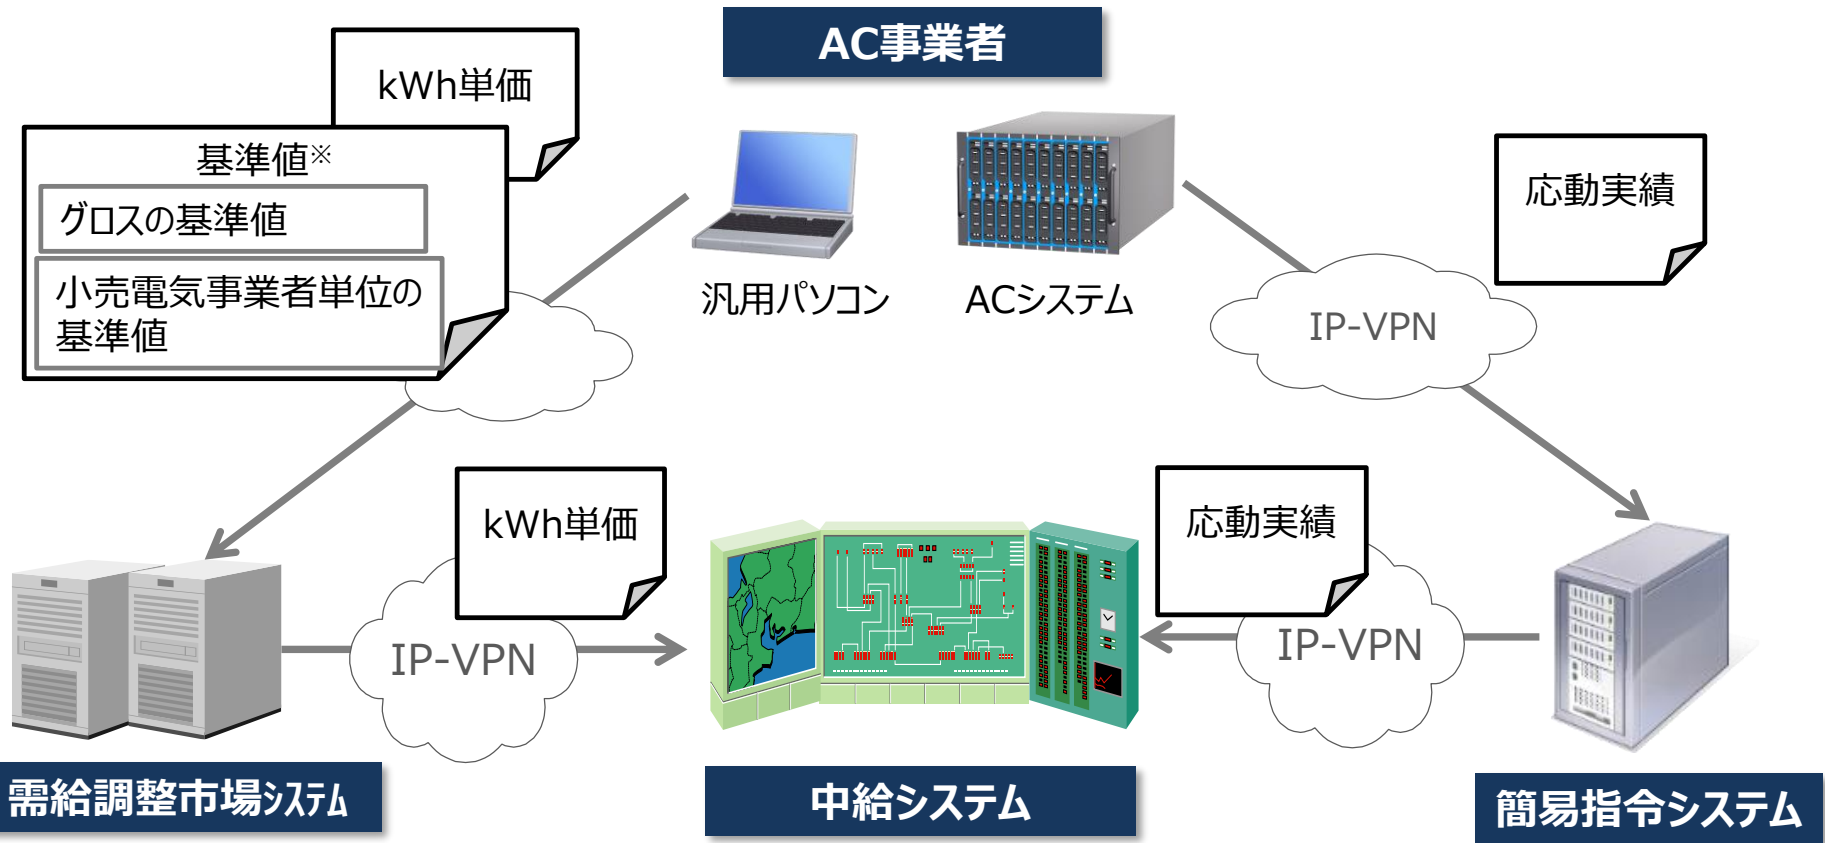 AC事業者
kWh単価
基準値※
グロスの基準値
小売電気事業者単位の
基準値
汎用パソコン
ACシステム
応動実績
IP-VPN
kWh単価
応動実績
IP-VPN
IP-VPN
需給調整市場システム
中給システム
簡易指令システム